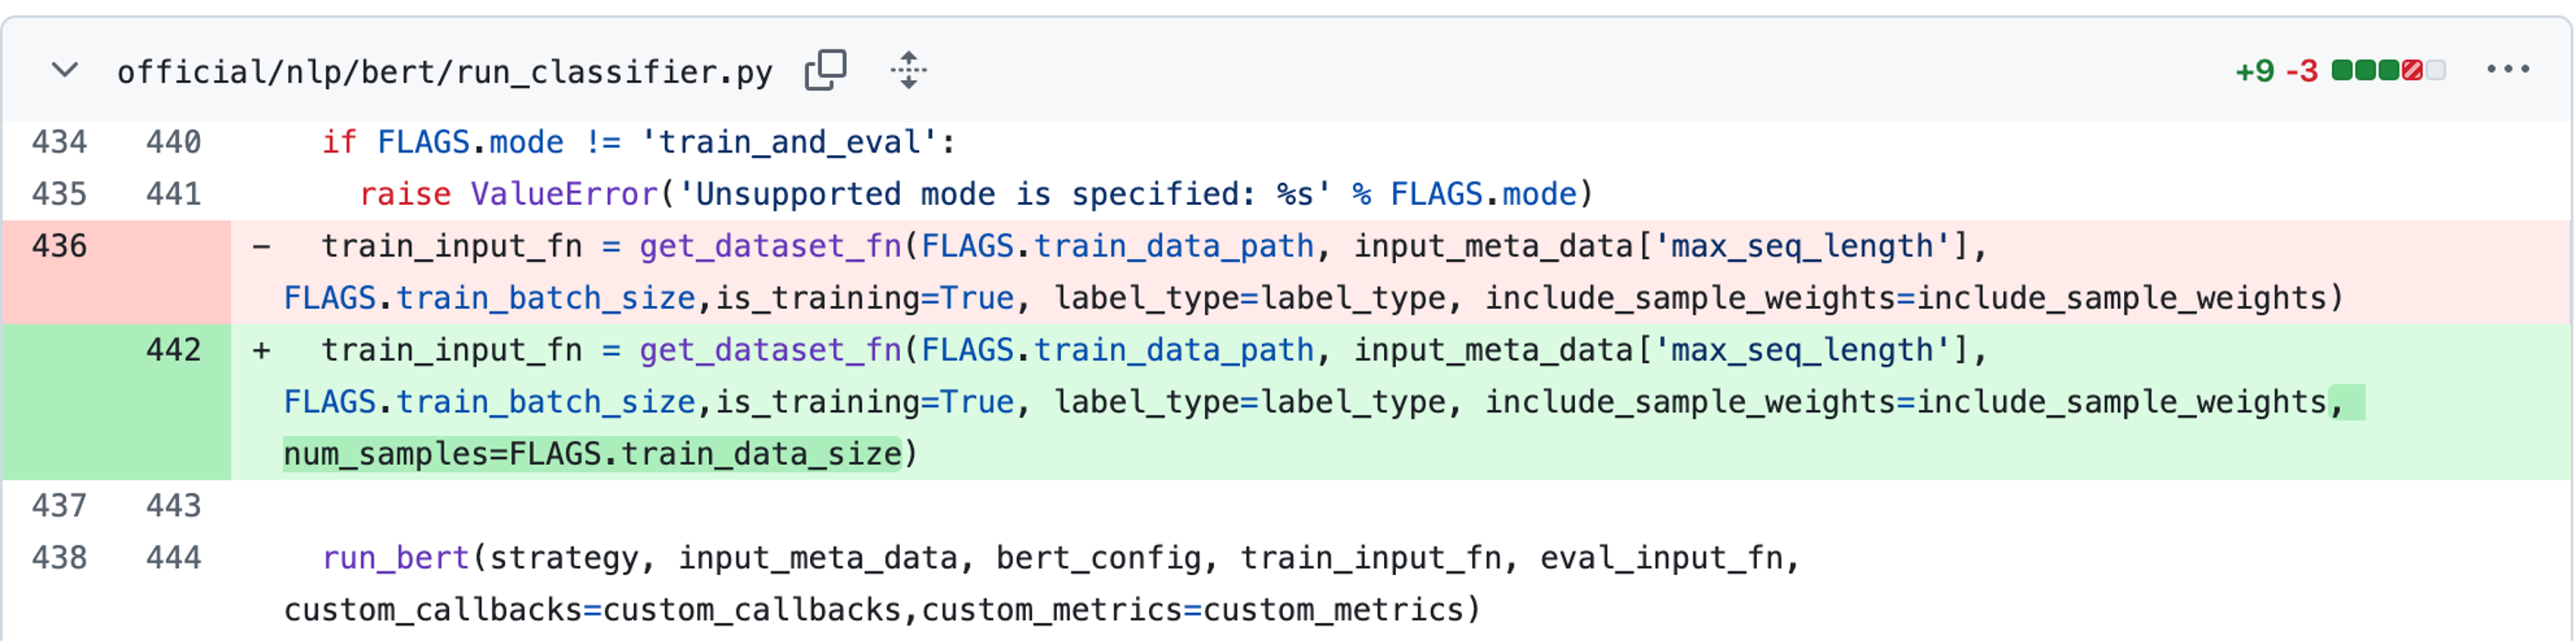 official/nlp/bert/run_classifier.py +9 -3
434 440 if FLAGS.mode != 'train_and_eval':
435 441 raise ValueError('Unsupported mode is specified: %s' % FLAGS.mode)
436 − train_input_fn = get_dataset_fn(FLAGS.train_data_path, input_meta_data['max_seq_length'],
FLAGS.train_batch_size,is_training=True, label_type=label_type, include_sample_weights=include_sample_weights)
442 + train_input_fn = get_dataset_fn(FLAGS.train_data_path, input_meta_data['max_seq_length'],
FLAGS.train_batch_size,is_training=True, label_type=label_type, include_sample_weights=include_sample_weights,
num_samples=FLAGS.train_data_size)
437 443
438 444 run_bert(strategy, input_meta_data, bert_config, train_input_fn, eval_input_fn,
custom_callbacks=custom_callbacks,custom_metrics=custom_metrics)